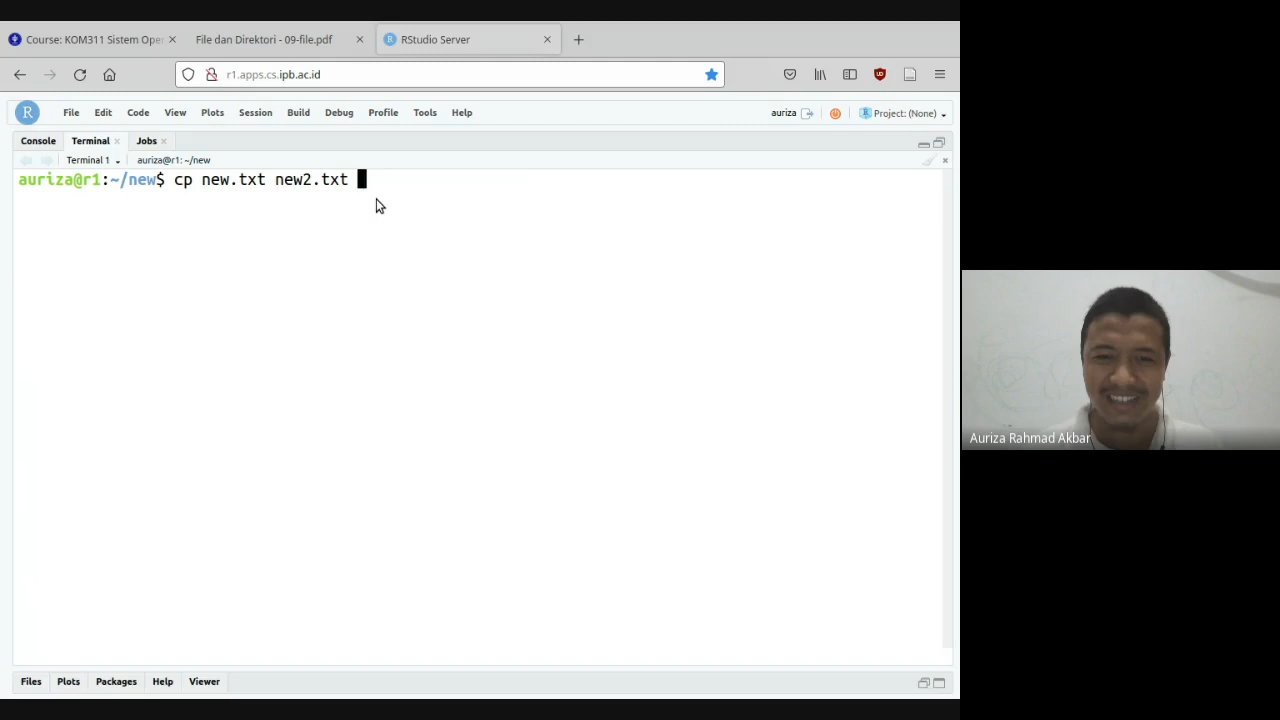 Course: KOM311 Sistem Oper
File dan Direktori - 09-file.pdf
RStudio Server
r1.apps.cs.ipb.ac.id
R File Edit Code View Plots Session Build Debug Profile Tools Help
auriza
Project: (None)
Console Terminal Jobs
Terminal 1 auriza@r1: ~/new
auriza@r1:~/new$ cp new.txt new2.txt
Auriza Rahmad Akbar
Files Plots Packages Help Viewer